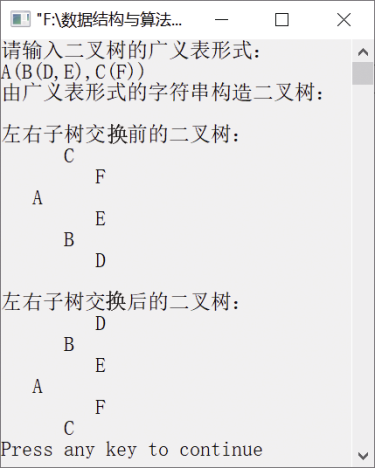 "F:\数据结构与算法...
请输入二叉树的广义表形式：
A(B(D,E),C(F))
由广义表形式的字符串构造二叉树：
左右子树交换前的二叉树：
C
F
A
E
B
D
左右子树交换后的二叉树：
D
B
E
A
F
C
Press any key to continue